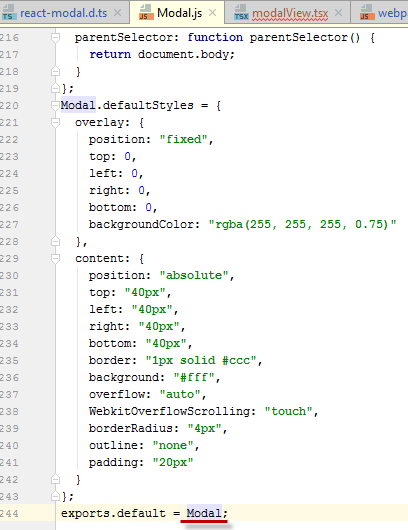 react-modal.d.ts Modal.js modalView.tsx webp
216 parentSelector: function parentSelector() {
217 return document.body;
218 }
219 };
220 Modal.defaultStyles = {
221 overlay: {
222 position: "fixed",
223 top: 0,
224 left: 0,
225 right: 0,
226 bottom: 0,
227 backgroundColor: "rgba(255, 255, 255, 0.75)"
228 },
229 content: {
230 position: "absolute",
231 top: "40px",
232 left: "40px",
233 right: "40px",
234 bottom: "40px",
235 border: "1px solid #ccc",
236 background: "#fff",
237 overflow: "auto",
238 WebkitOverflowScrolling: "touch",
239 borderRadius: "4px",
240 outline: "none",
241 padding: "20px"
242 }
243 };
244 exports.default = Modal;